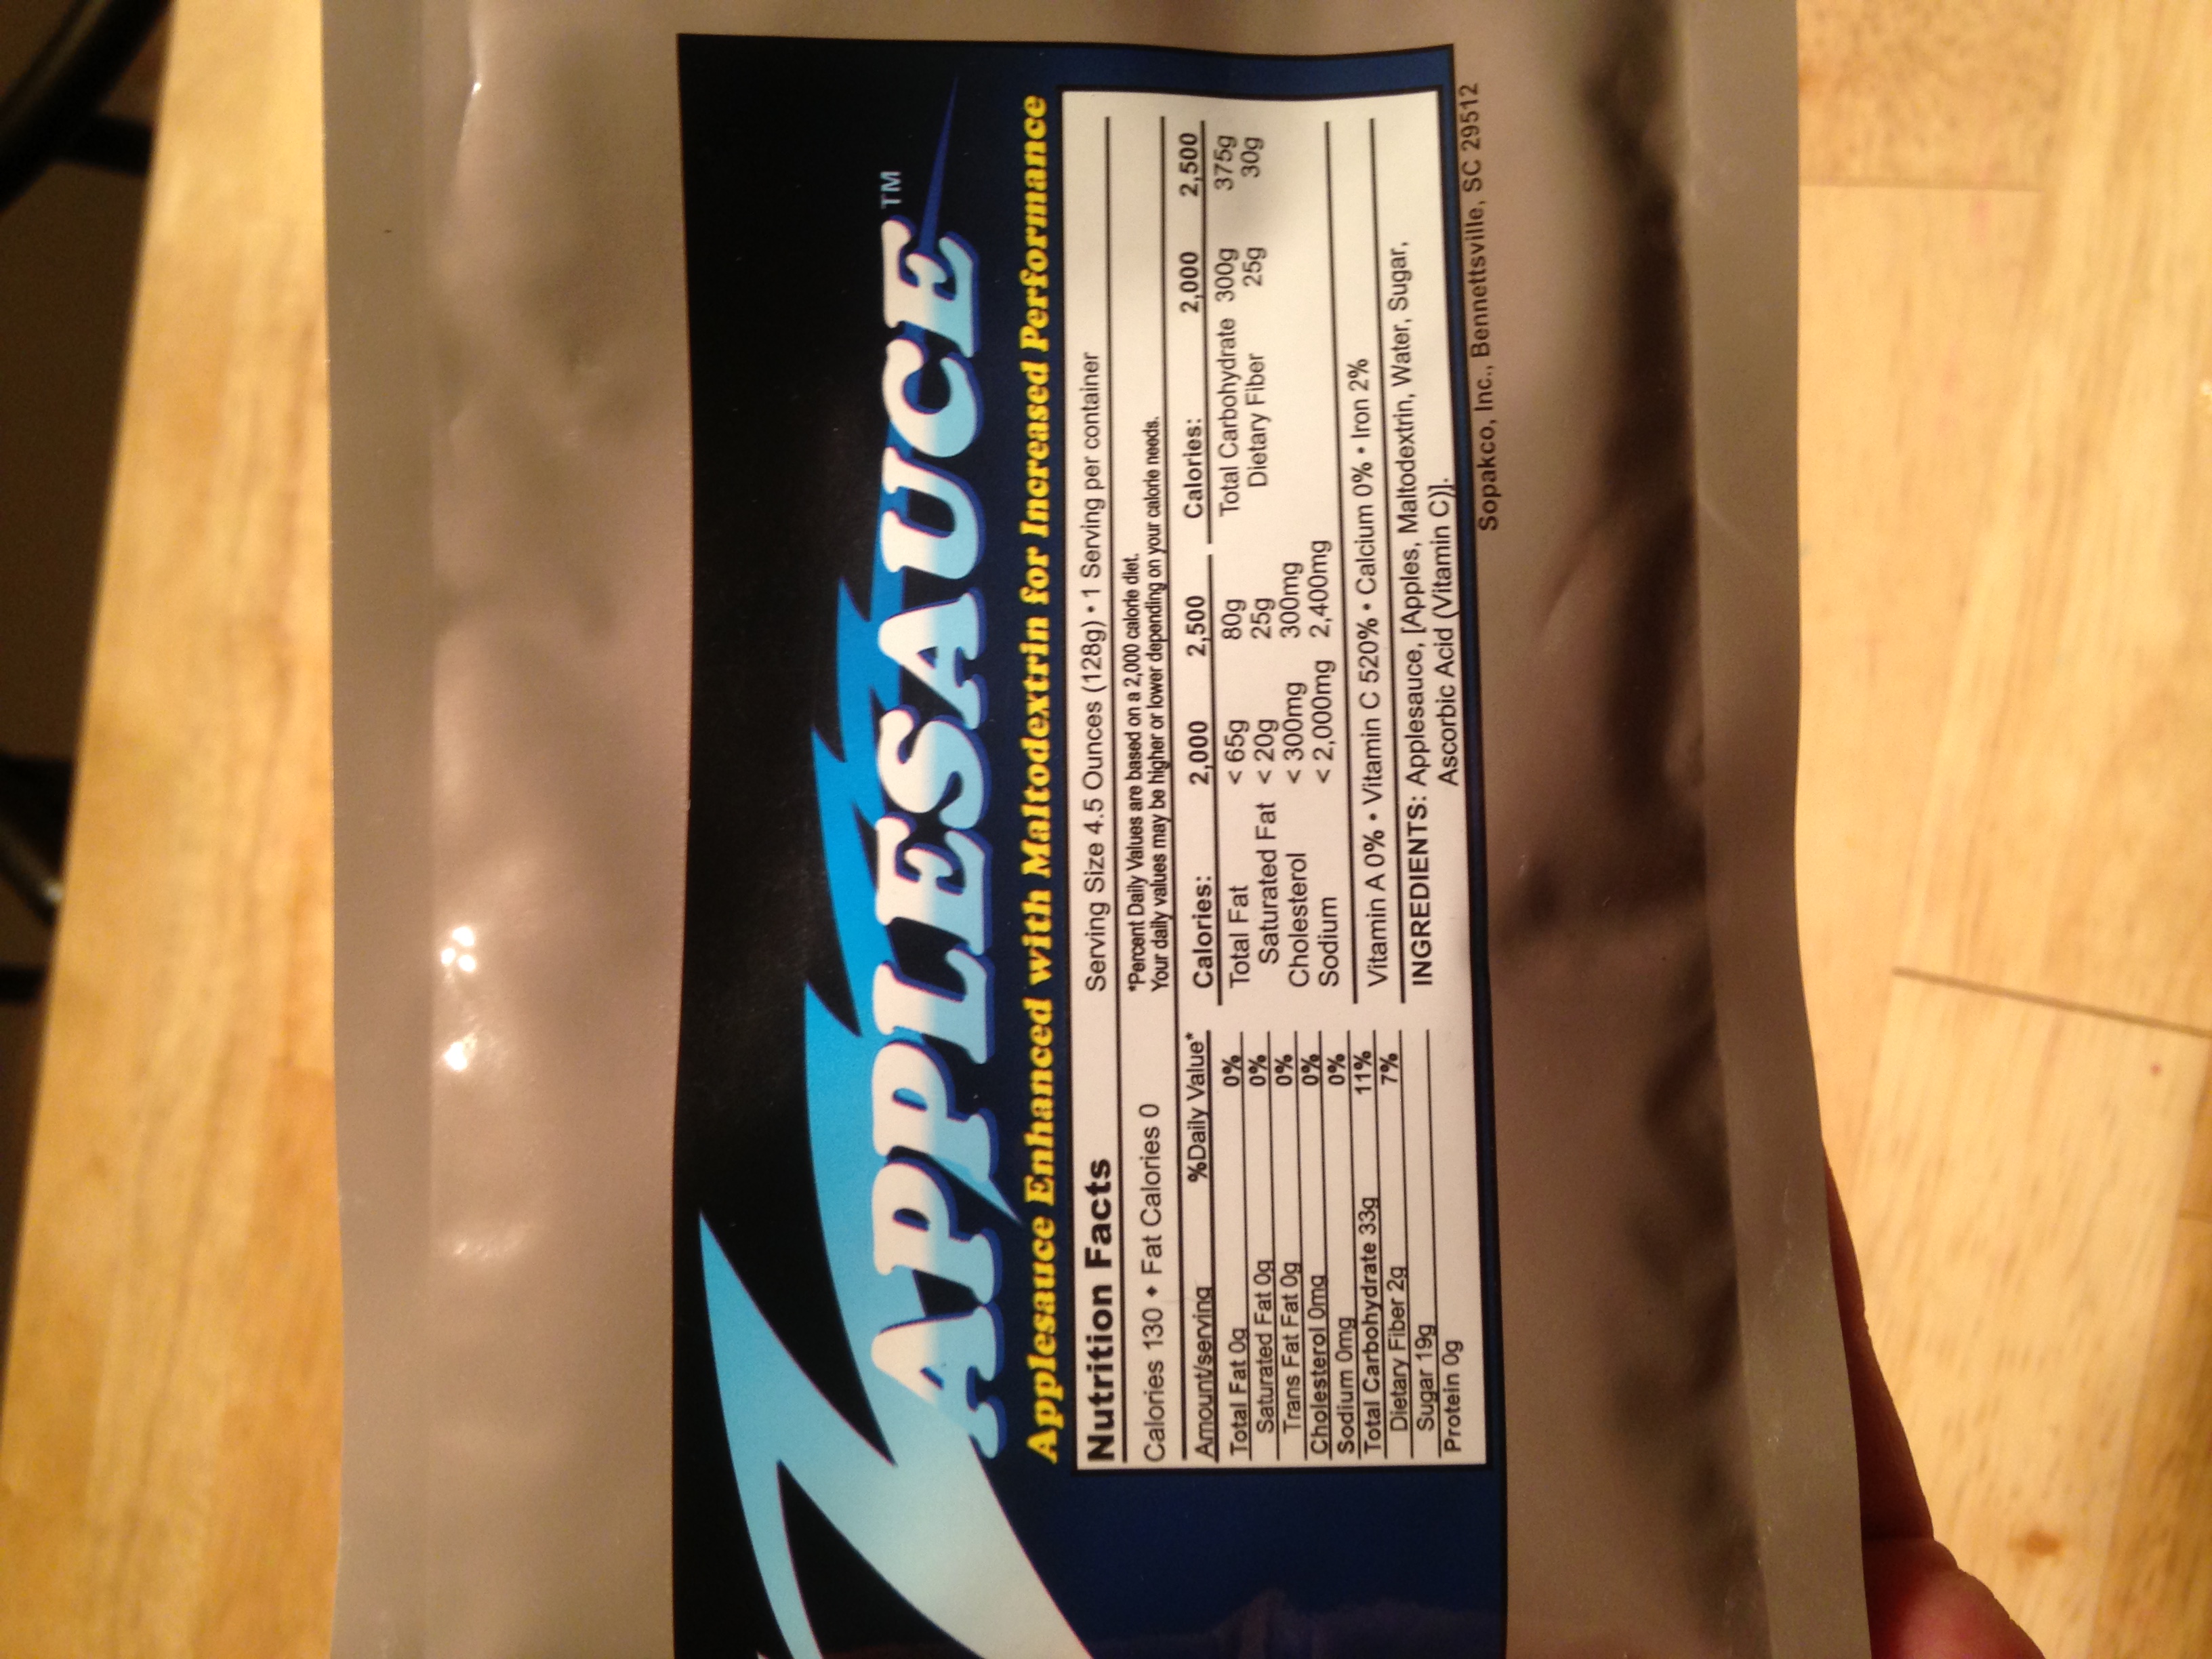 ZAPPLESAUCE™
Applesauce Enhanced with Maltodextrin for Increased Performance
Nutrition Facts
Serving Size 4.5 Ounces (128g) • 1 Serving per container
Calories 130 • Fat Calories 0
*Percent Daily Values are based on a 2,000 calorie diet.
Your daily values may be higher or lower depending on your calorie needs.
Amount/serving %Daily Value*
Total Fat 0g 0%
Saturated Fat 0g 0%
Trans Fat Fat 0g 0%
Cholesterol 0mg 0%
Sodium 0mg 0%
Total Carbohydrate 33g 11%
Dietary Fiber 2g 7%
Sugar 19g
Protein 0g
Calories: 2,000 2,500
Total Fat < 65g 80g
Saturated Fat < 20g 25g
Cholesterol < 300mg 300mg
Sodium < 2,000mg 2,400mg
Calories: 2,000 2,500
Total Carbohydrate 300g 375g
Dietary Fiber 25g 30g
Vitamin A 0% • Vitamin C 520% • Calcium 0% • Iron 2%
INGREDIENTS: Applesauce, [Apples, Maltodextrin, Water, Sugar,
Ascorbic Acid (Vitamin C)].
Sopakco, Inc., Bennettsville, SC 29512